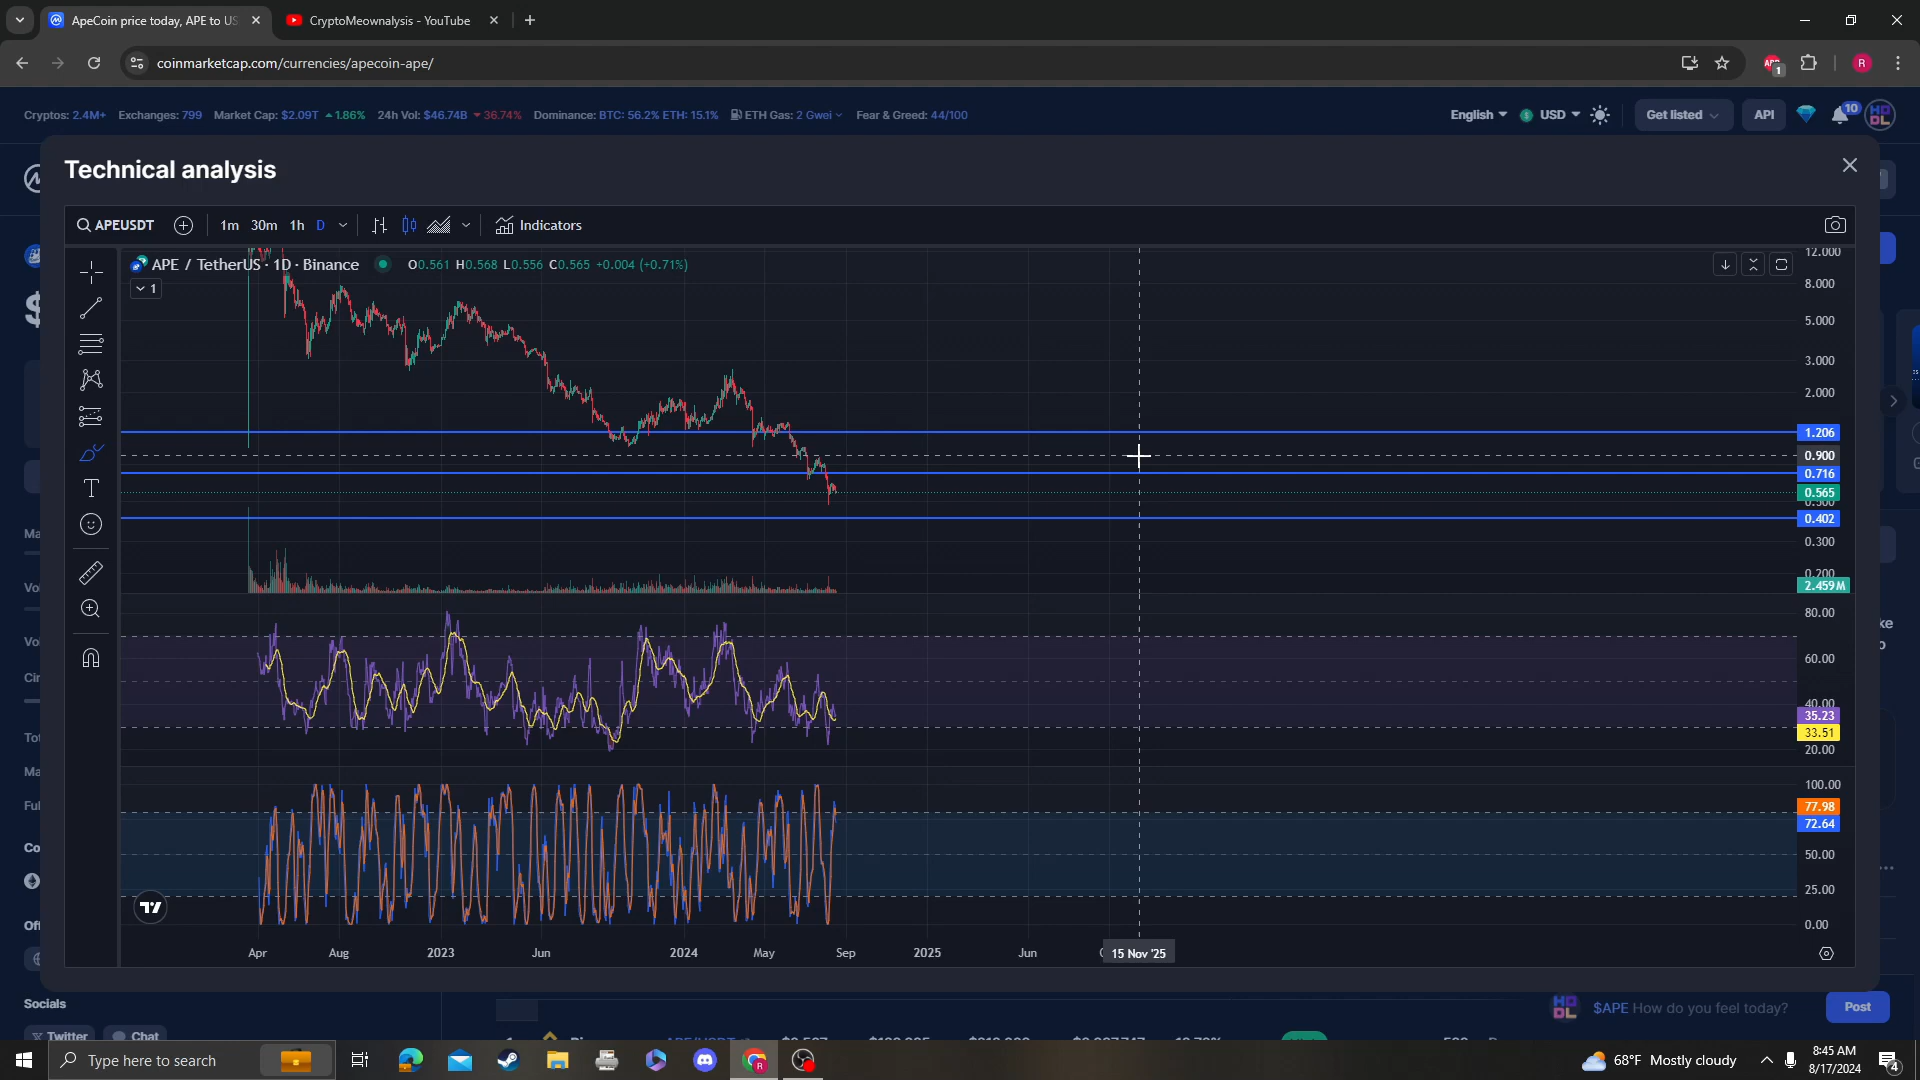 ApeCoin price today, APE to US
CryptoMeownalysis - YouTube
coinmarketcap.com/currencies/apecoin-ape/
1
R
Cryptos: 2.4M+ Exchanges: 799 Market Cap: $2.09T 1.86% 24h Vol: $46.74B 36.74% Dominance: BTC: 56.2% ETH: 15.1% ETH Gas: 2 Gwei Fear & Greed: 44/100
English USD Get listed API 10
Technical analysis
APEUSDT 1m 30m 1h D Indicators
APE / TetherUS · 1D · Binance O0.561 H0.568 L0.556 C0.565 +0.004 (+0.71%)
1
12.000
8.000
5.000
3.000
2.000
1.206
0.900
0.716
0.565
0.402
0.300
0.200
2.459M
80.00
60.00
40.00
35.23
33.51
20.00
100.00
77.98
72.64
50.00
25.00
0.00
Apr Aug 2023 Jun 2024 May Sep 2025 Jun 15 Nov '25
Socials
$APE How do you feel today? Post
Twitter Chat
Type here to search
68°F Mostly cloudy
8:45 AM
8/17/2024
4